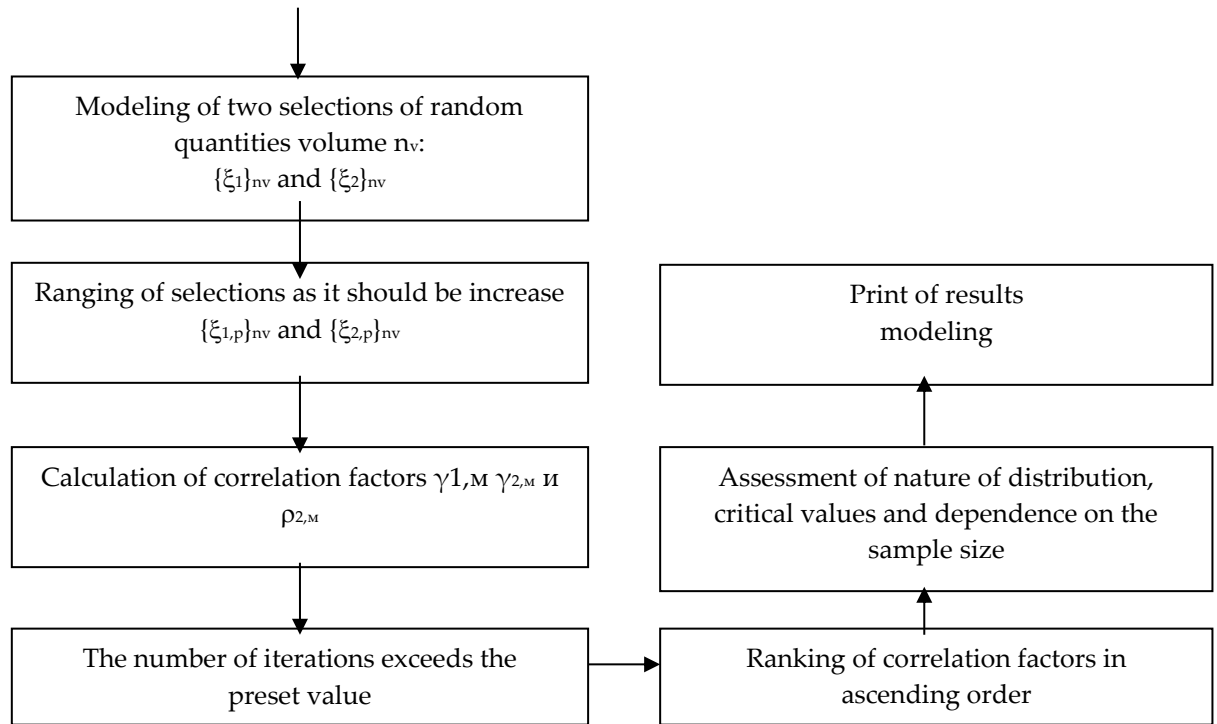 Modeling of two selections of random
quantities volume nᵥ:
{ξ₁}nv and {ξ₂}nv
Ranging of selections as it should be increase
{ξ₁,p}nv and {ξ₂,p}nv
Calculation of correlation factors γ1,м γ₂,м и
ρ₂,м
The number of iterations exceeds the
preset value
Print of results
modeling
Assessment of nature of distribution,
critical values and dependence on the
sample size
Ranking of correlation factors in
ascending order